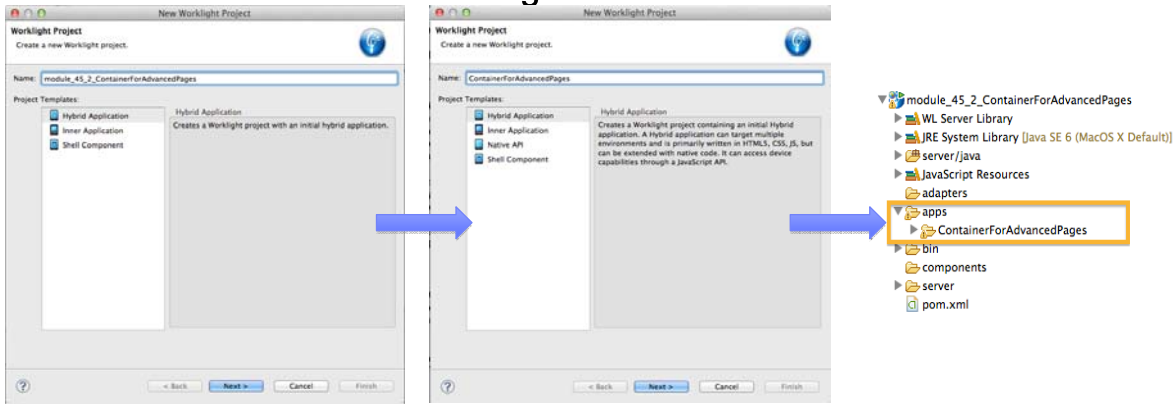 New Worklight Project
Worklight Project
Create a new Worklight project.
Name: module_45_2_ContainerForAdvancedPages
Project Templates:
Hybrid Application
Inner Application
Shell Component
Hybrid Application
Creates a Worklight project with an initial hybrid application.
?
< Back Next > Cancel Finish
New Worklight Project
Worklight Project
Create a new Worklight project.
Name: ContainerForAdvancedPages
Project Templates:
Hybrid Application
Inner Application
Native API
Shell Component
Hybrid Application
Creates a Worklight project containing an initial Hybrid
application. A Hybrid application can target multiple
environments and is primarily written in HTML5, CSS, JS, but
can be extended with native code. It can access device
capabilities through a JavaScript API.
?
< Back Next > Cancel Finish
module_45_2_ContainerForAdvancedPages
WL Server Library
JRE System Library [Java SE 6 (MacOS X Default)]
server/java
JavaScript Resources
adapters
apps
ContainerForAdvancedPages
bin
components
server
pom.xml